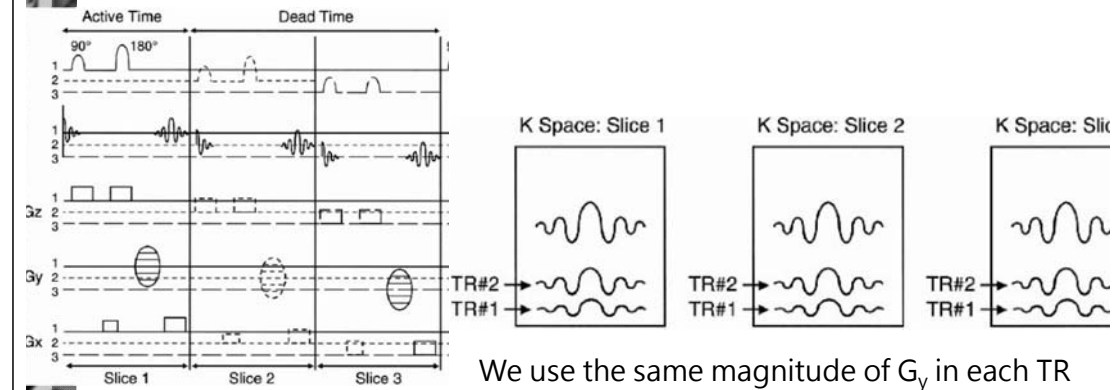 Active Time Dead Time
90° 180°
1
2
3
1
2
3
Gz
1
2
3
Gy
1
2
3
Gx
1
2
3
Slice 1 Slice 2 Slice 3
K Space: Slice 1 K Space: Slice 2 K Space: Slic
TR#2 TR#2 TR#2
TR#1 TR#1 TR#1
We use the same magnitude of Gy in each TR